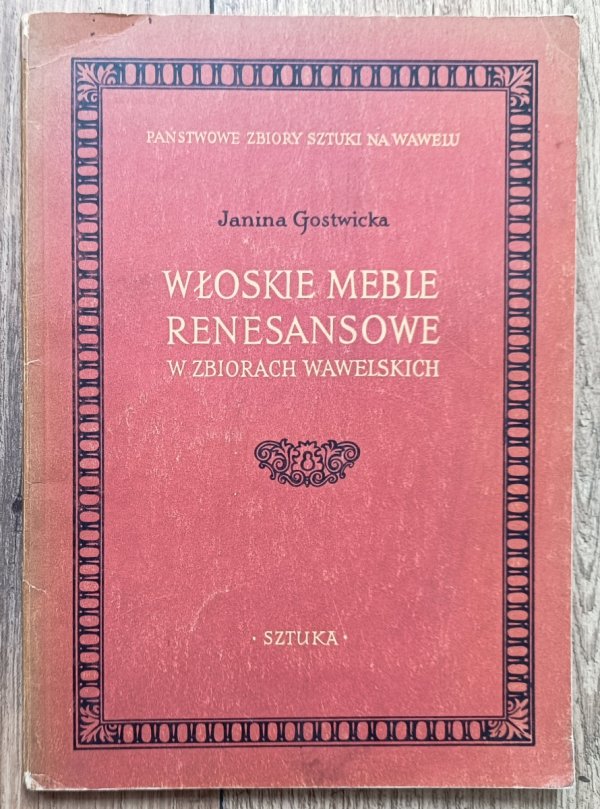 PAŃSTWOWE ZBIORY SZTUKI NA WAWELU
Janina Gostwicka
WŁOSKIE MEBLE
RENESANSOWE
W ZBIORACH WAWELSKICH
· SZTUKA ·